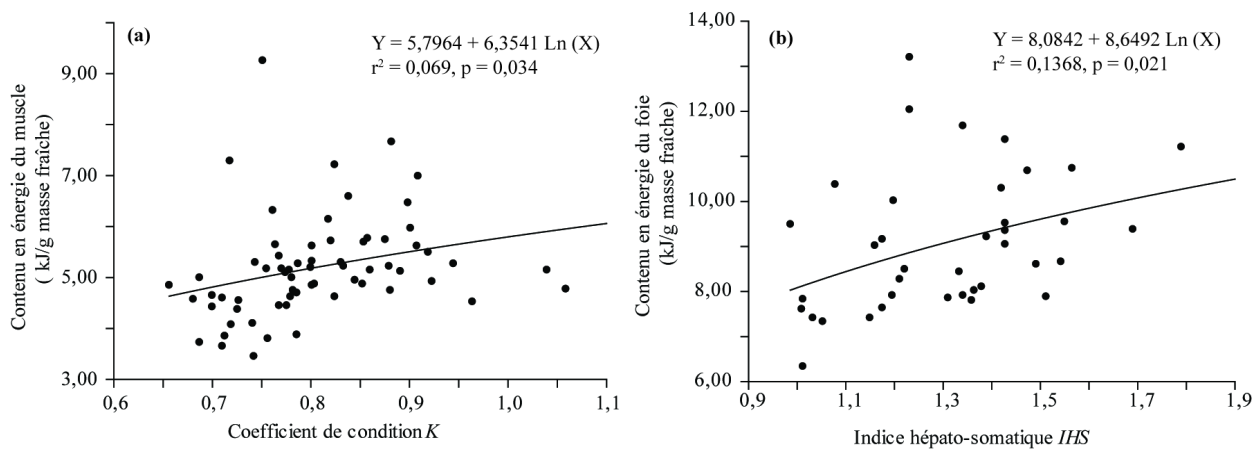 (a)
Y = 5,7964 + 6,3541 Ln (X)
r² = 0,069, p = 0,034
Contenu en énergie du muscle
( kJ/g masse fraîche)
9,00
7,00
5,00
3,00
0,6 0,7 0,8 0,9 1,0 1,1
Coefficient de condition K
(b)
Y = 8,0842 + 8,6492 Ln (X)
r² = 0,1368, p = 0,021
Contenu en énergie du foie
(kJ/g masse fraîche)
14,00
12,00
10,00
8,00
6,00
0,9 1,1 1,3 1,5 1,7 1,9
Indice hépato-somatique IHS